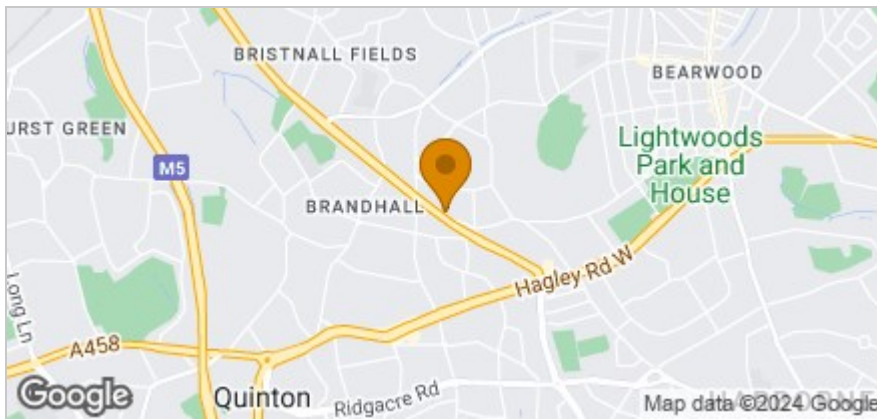 BRISTNALL FIELDS
BEARWOOD
URST GREEN
Lightwoods
Park and
House
M5
BRANDHALL
Hagley Rd W
Long Ln
A458
Quinton
Ridgacre Rd
Google
Map data ©2024 Google